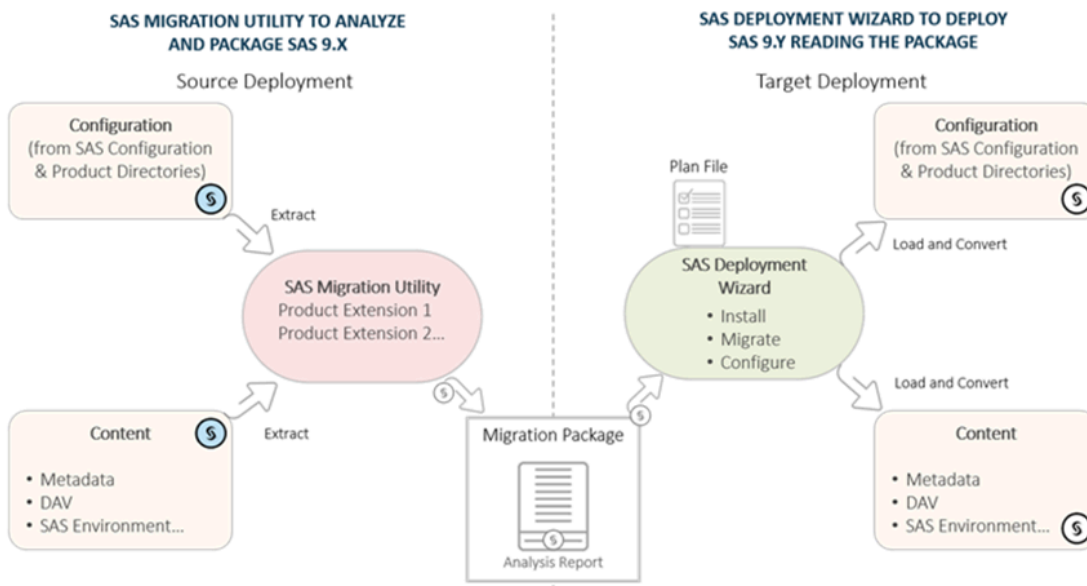 SAS MIGRATION UTILITY TO ANALYZE
AND PACKAGE SAS 9.X
Source Deployment
Configuration
(from SAS Configuration
& Product Directories)
Extract
SAS Migration Utility
Product Extension 1
Product Extension 2...
Content
• Metadata
• DAV
• SAS Environment...
Extract
Migration Package
Analysis Report
SAS DEPLOYMENT WIZARD TO DEPLOY
SAS 9.Y READING THE PACKAGE
Target Deployment
Plan File
SAS Deployment
Wizard
• Install
• Migrate
• Configure
Configuration
(from SAS Configuration
& Product Directories)
Load and Convert
Load and Convert
Content
• Metadata
• DAV
• SAS Environment...